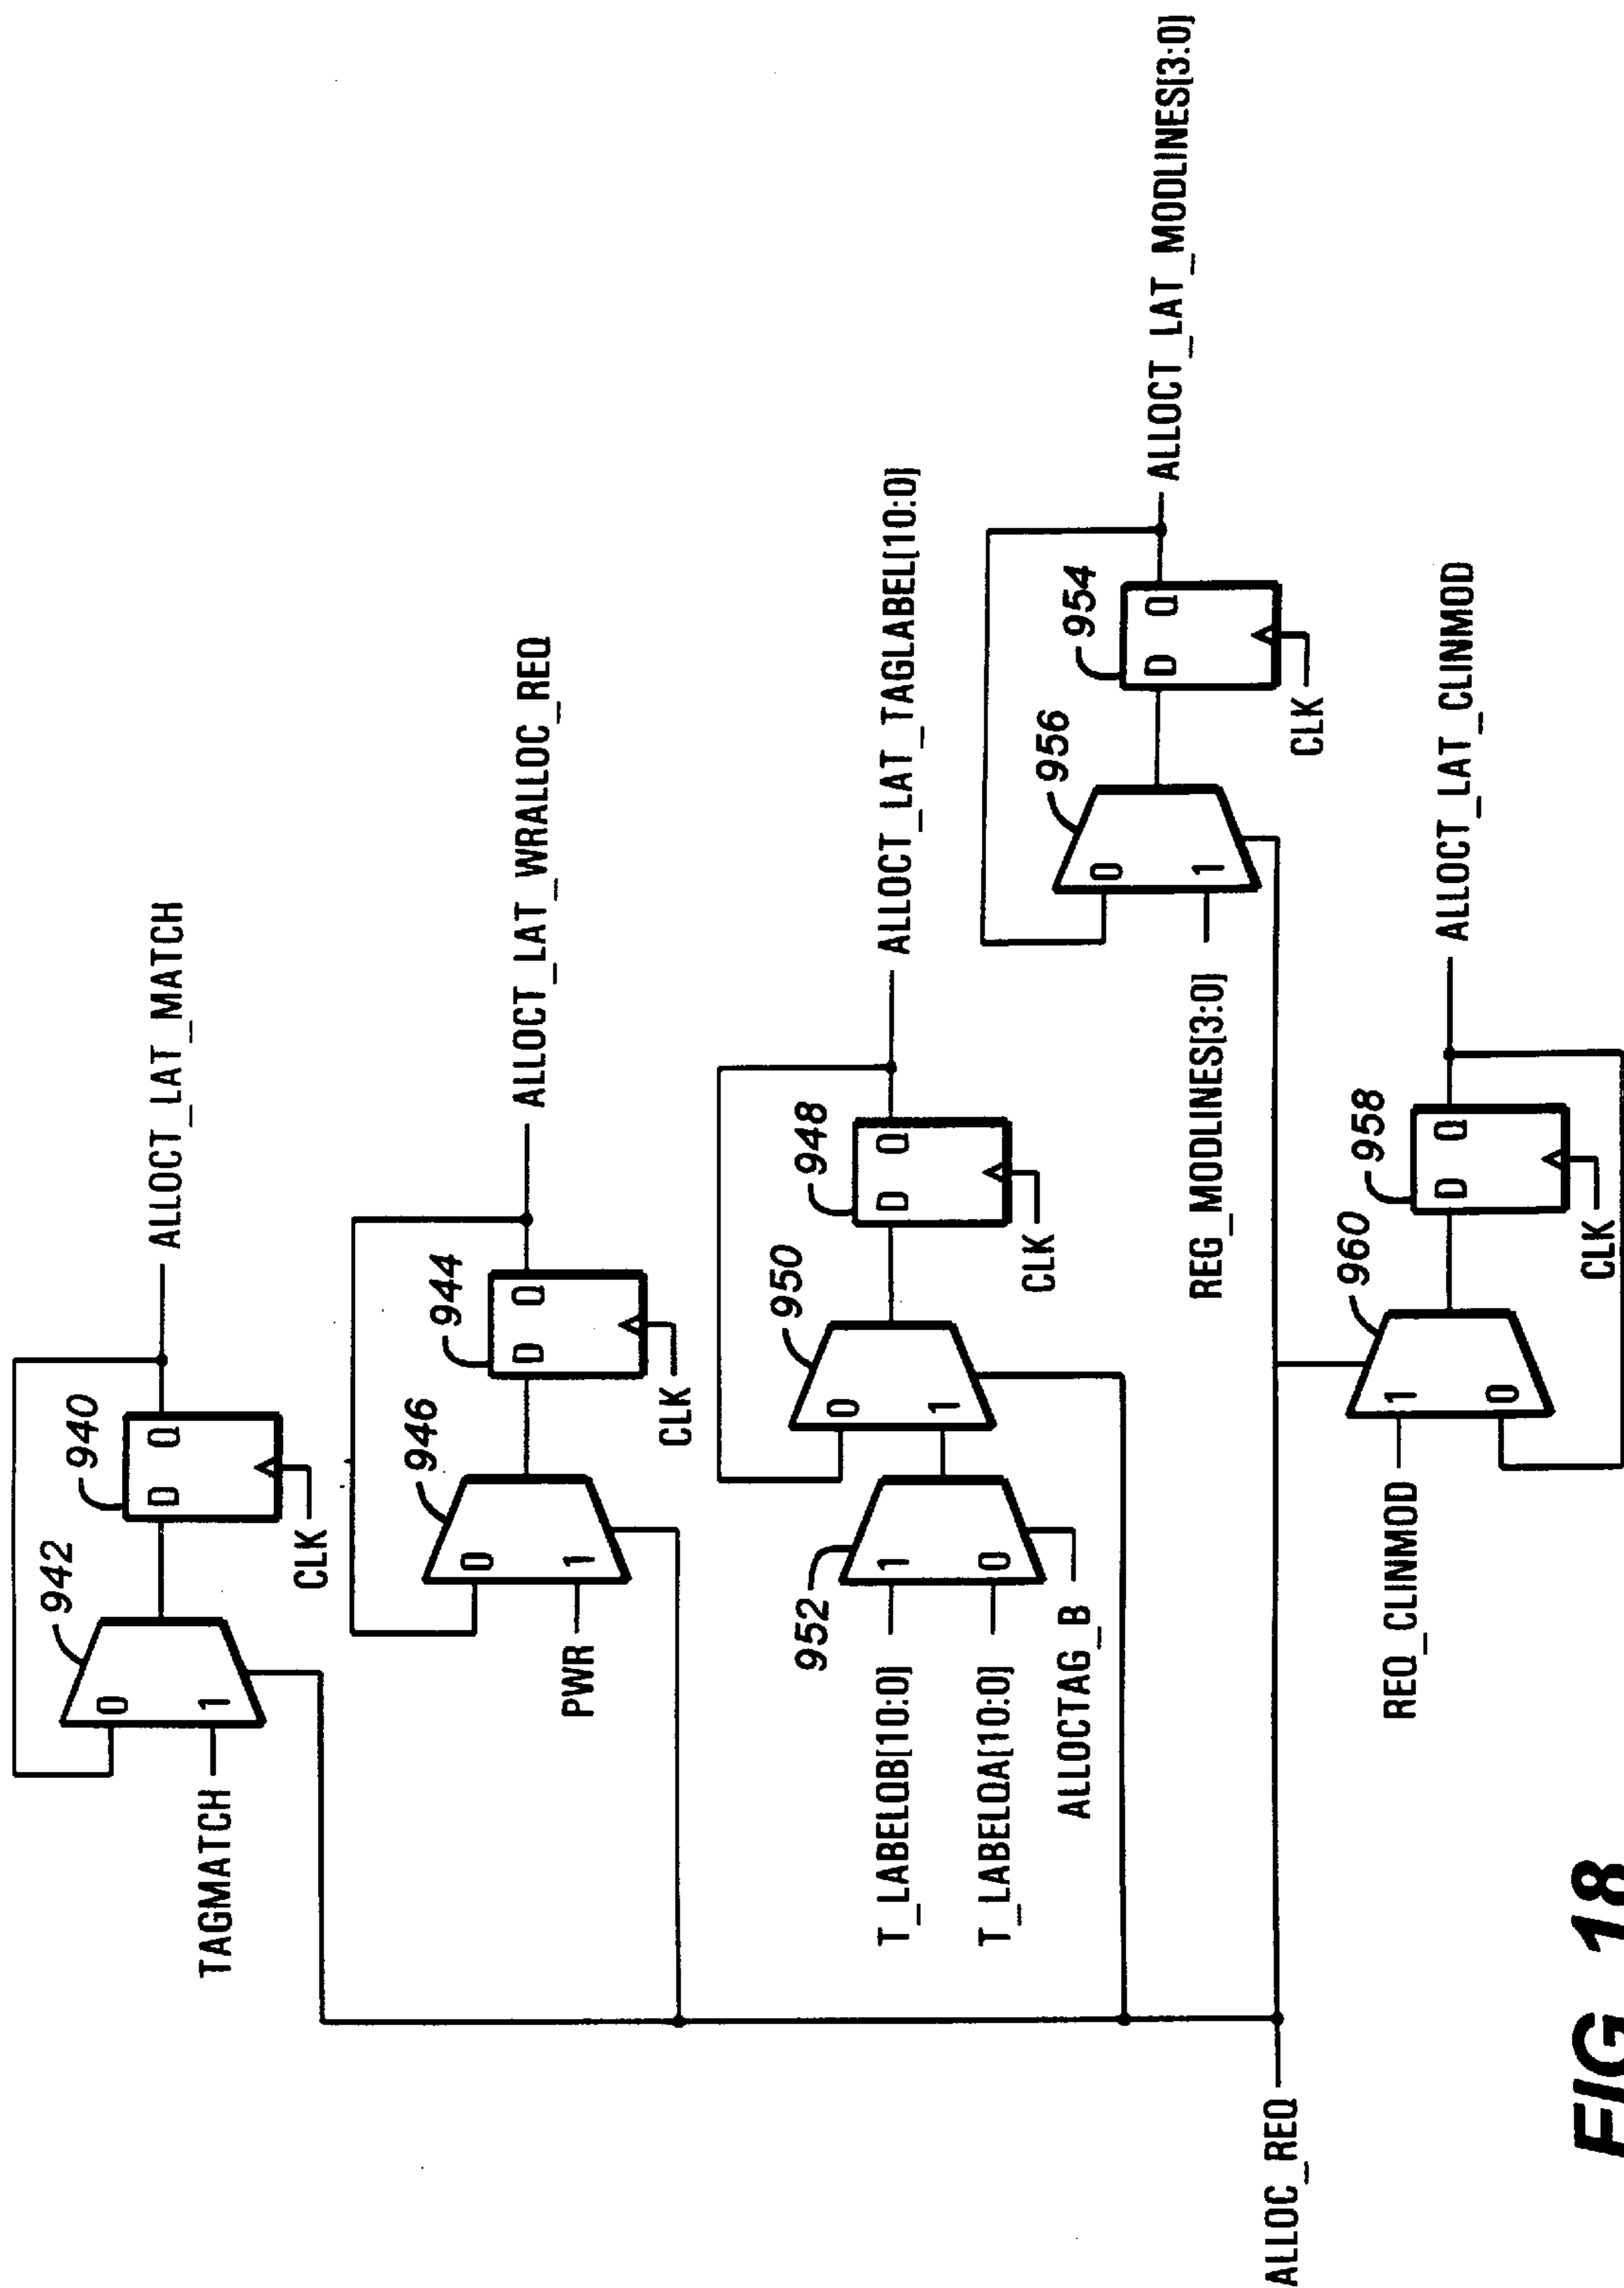 942
940
ALLOCT_LAT_MATCH
0
1
D Q
TAGMATCH
CLK
946
944
ALLOCT_LAT_WRALLOC_REQ
0
1
D Q
PWR
CLK
952
950
948
ALLOCT_LAT_TAGLABEL[10:0]
T_LABELQB[10:0]
1
0
D Q
T_LABELQA[10:0]
0
1
ALLOCTAG_B
CLK
956
954
ALLOCT_LAT_MODLINES[3:0]
0
1
D Q
REG_MODLINES[3:0]
CLK
ALLOC_REQ
960
958
ALLOCT_LAT_CLINMOD
REQ_CLINMOD
1
0
D Q
CLK
FIG. 18